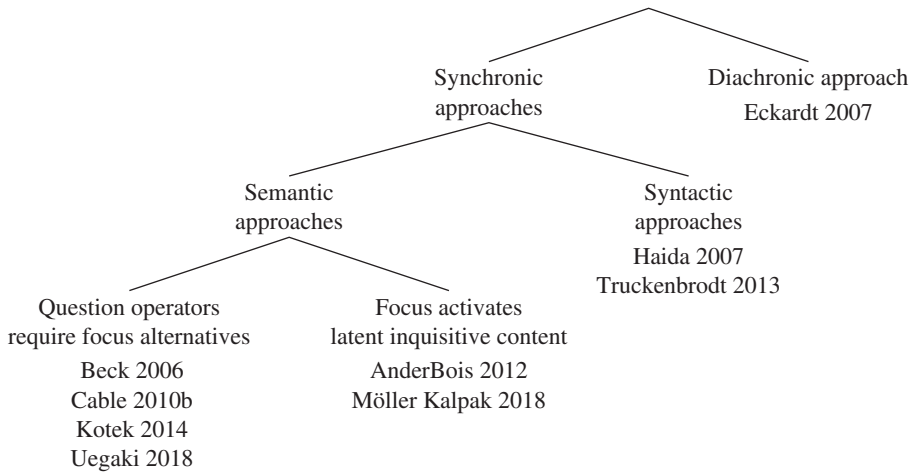 Synchronic
approaches
Diachronic approach
Eckardt 2007
Semantic
approaches
Syntactic
approaches
Haida 2007
Truckenbrodt 2013
Question operators
require focus alternatives
Beck 2006
Cable 2010b
Kotek 2014
Uegaki 2018
Focus activates
latent inquisitive content
AnderBois 2012
Möller Kalpak 2018